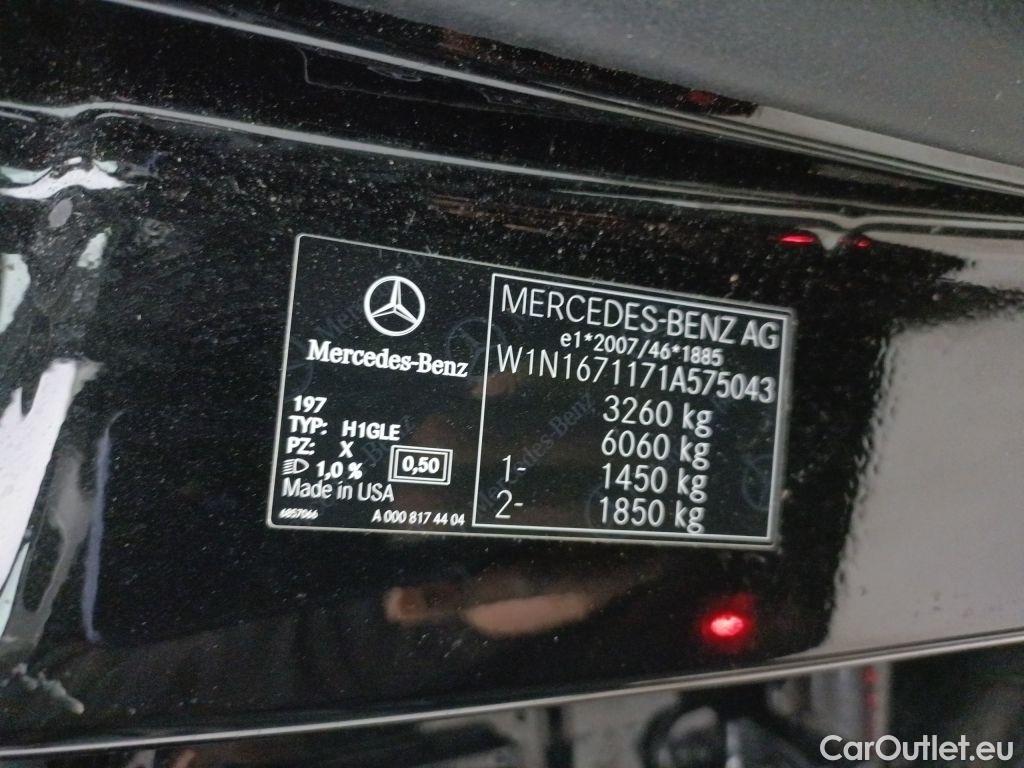 Mercedes-Benz
197
TYP: H1GLE
PZ: X
1,0 % 0,50
Made in USA
6857066 A 000 817 44 04
MERCEDES-BENZ AG
e1*2007/46*1885
W1N1671171A575043
3260 kg
6060 kg
1- 1450 kg
2- 1850 kg
CarOutlet.eu